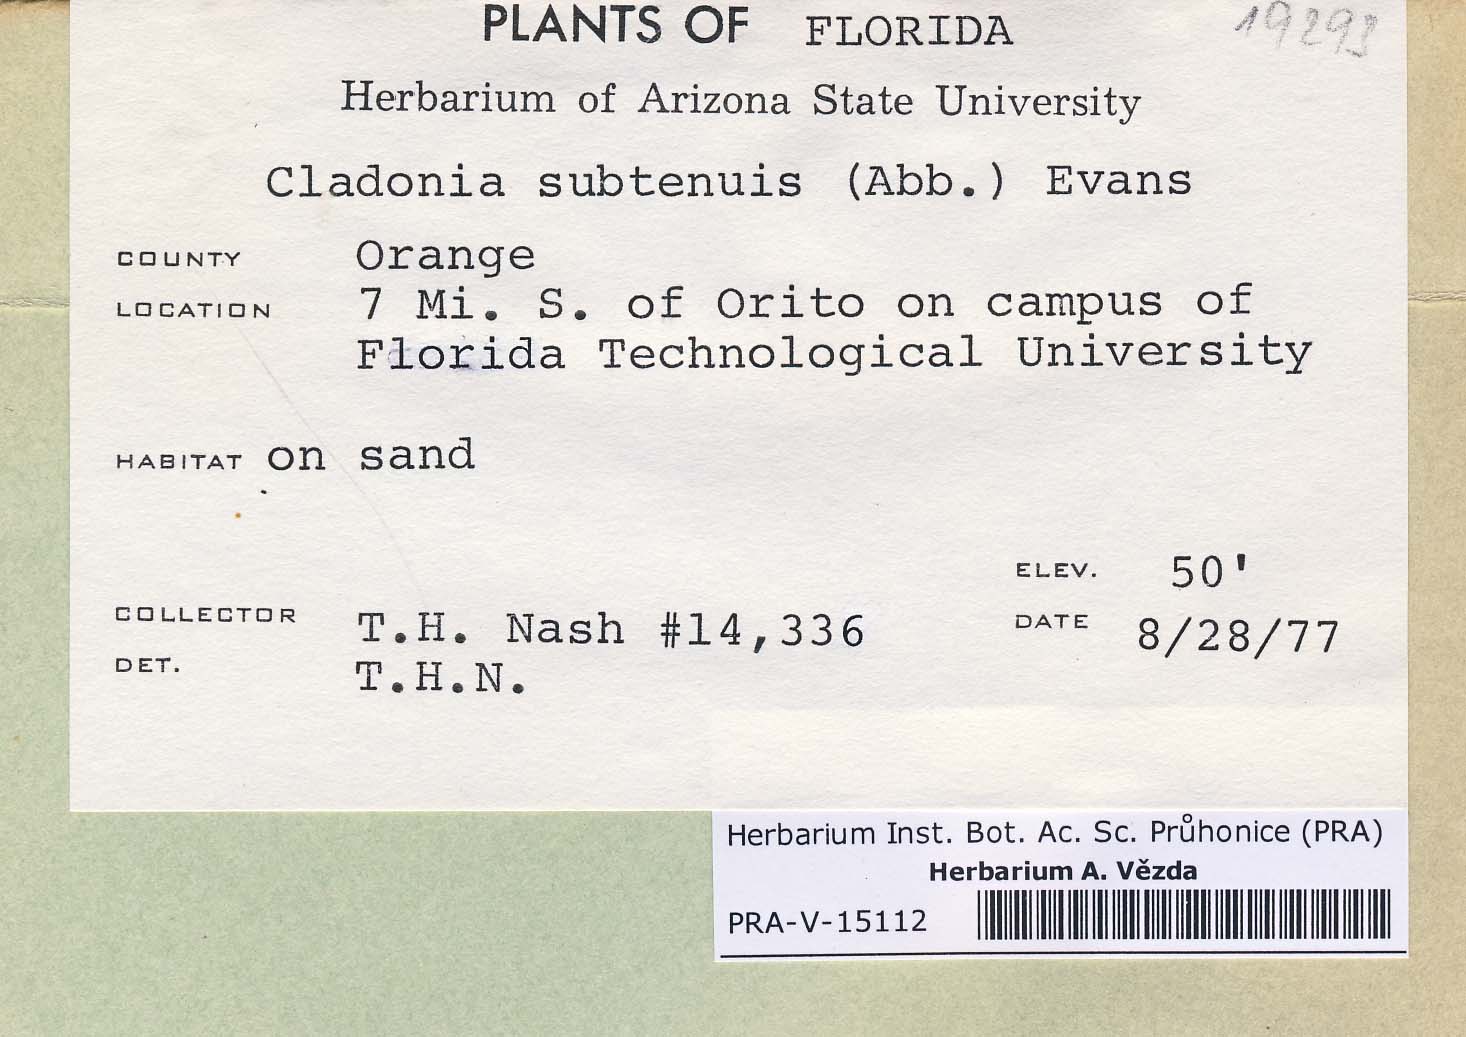 PLANTS OF FLORIDA
19293
Herbarium of Arizona State University
Cladonia subtenuis (Abb.) Evans
COUNTY Orange
LOCATION 7 Mi. S. of Orito on campus of
Florida Technological University
HABITAT on sand
ELEV. 50'
COLLECTOR T.H. Nash #14,336
DATE 8/28/77
DET. T.H.N.
Herbarium Inst. Bot. Ac. Sc. Průhonice (PRA)
Herbarium A. Vězda
PRA-V-15112